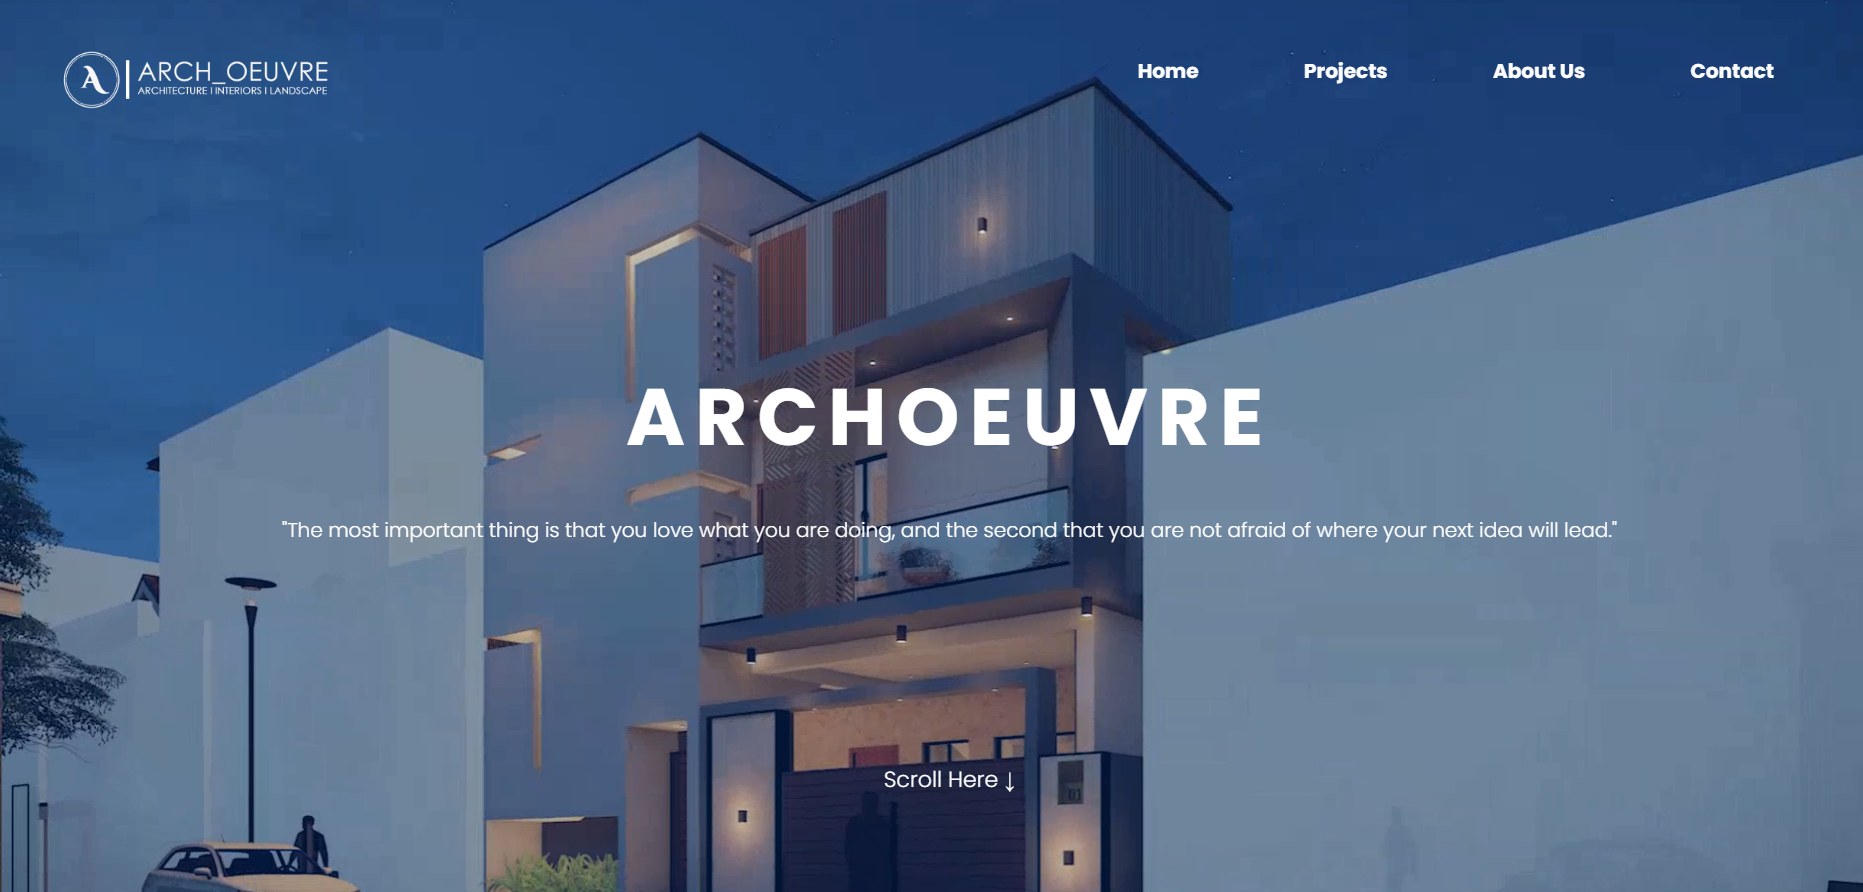 ARCH_OEUVRE
ARCHITECTURE I INTERIORS I LANDSCAPE
Home Projects About Us Contact
ARCHOEUVRE
"The most important thing is that you love what you are doing, and the second that you are not afraid of where your next idea will lead."
Scroll Here ↓
01